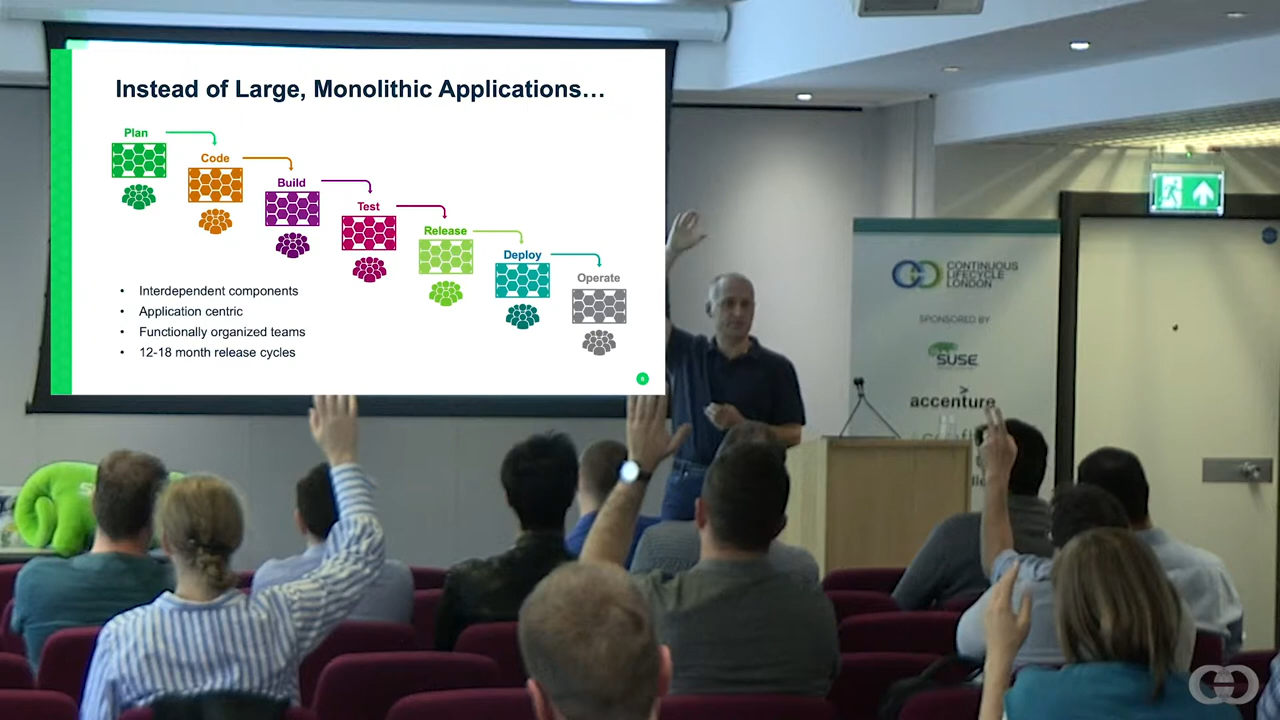 Instead of Large, Monolithic Applications…
Plan
Code
Build
Test
Release
Deploy
Operate
• Interdependent components
• Application centric
• Functionally organized teams
• 12-18 month release cycles
CONTINUOUS
LIFECYCLE
LONDON
SPONSORED BY
SUSE
accenture